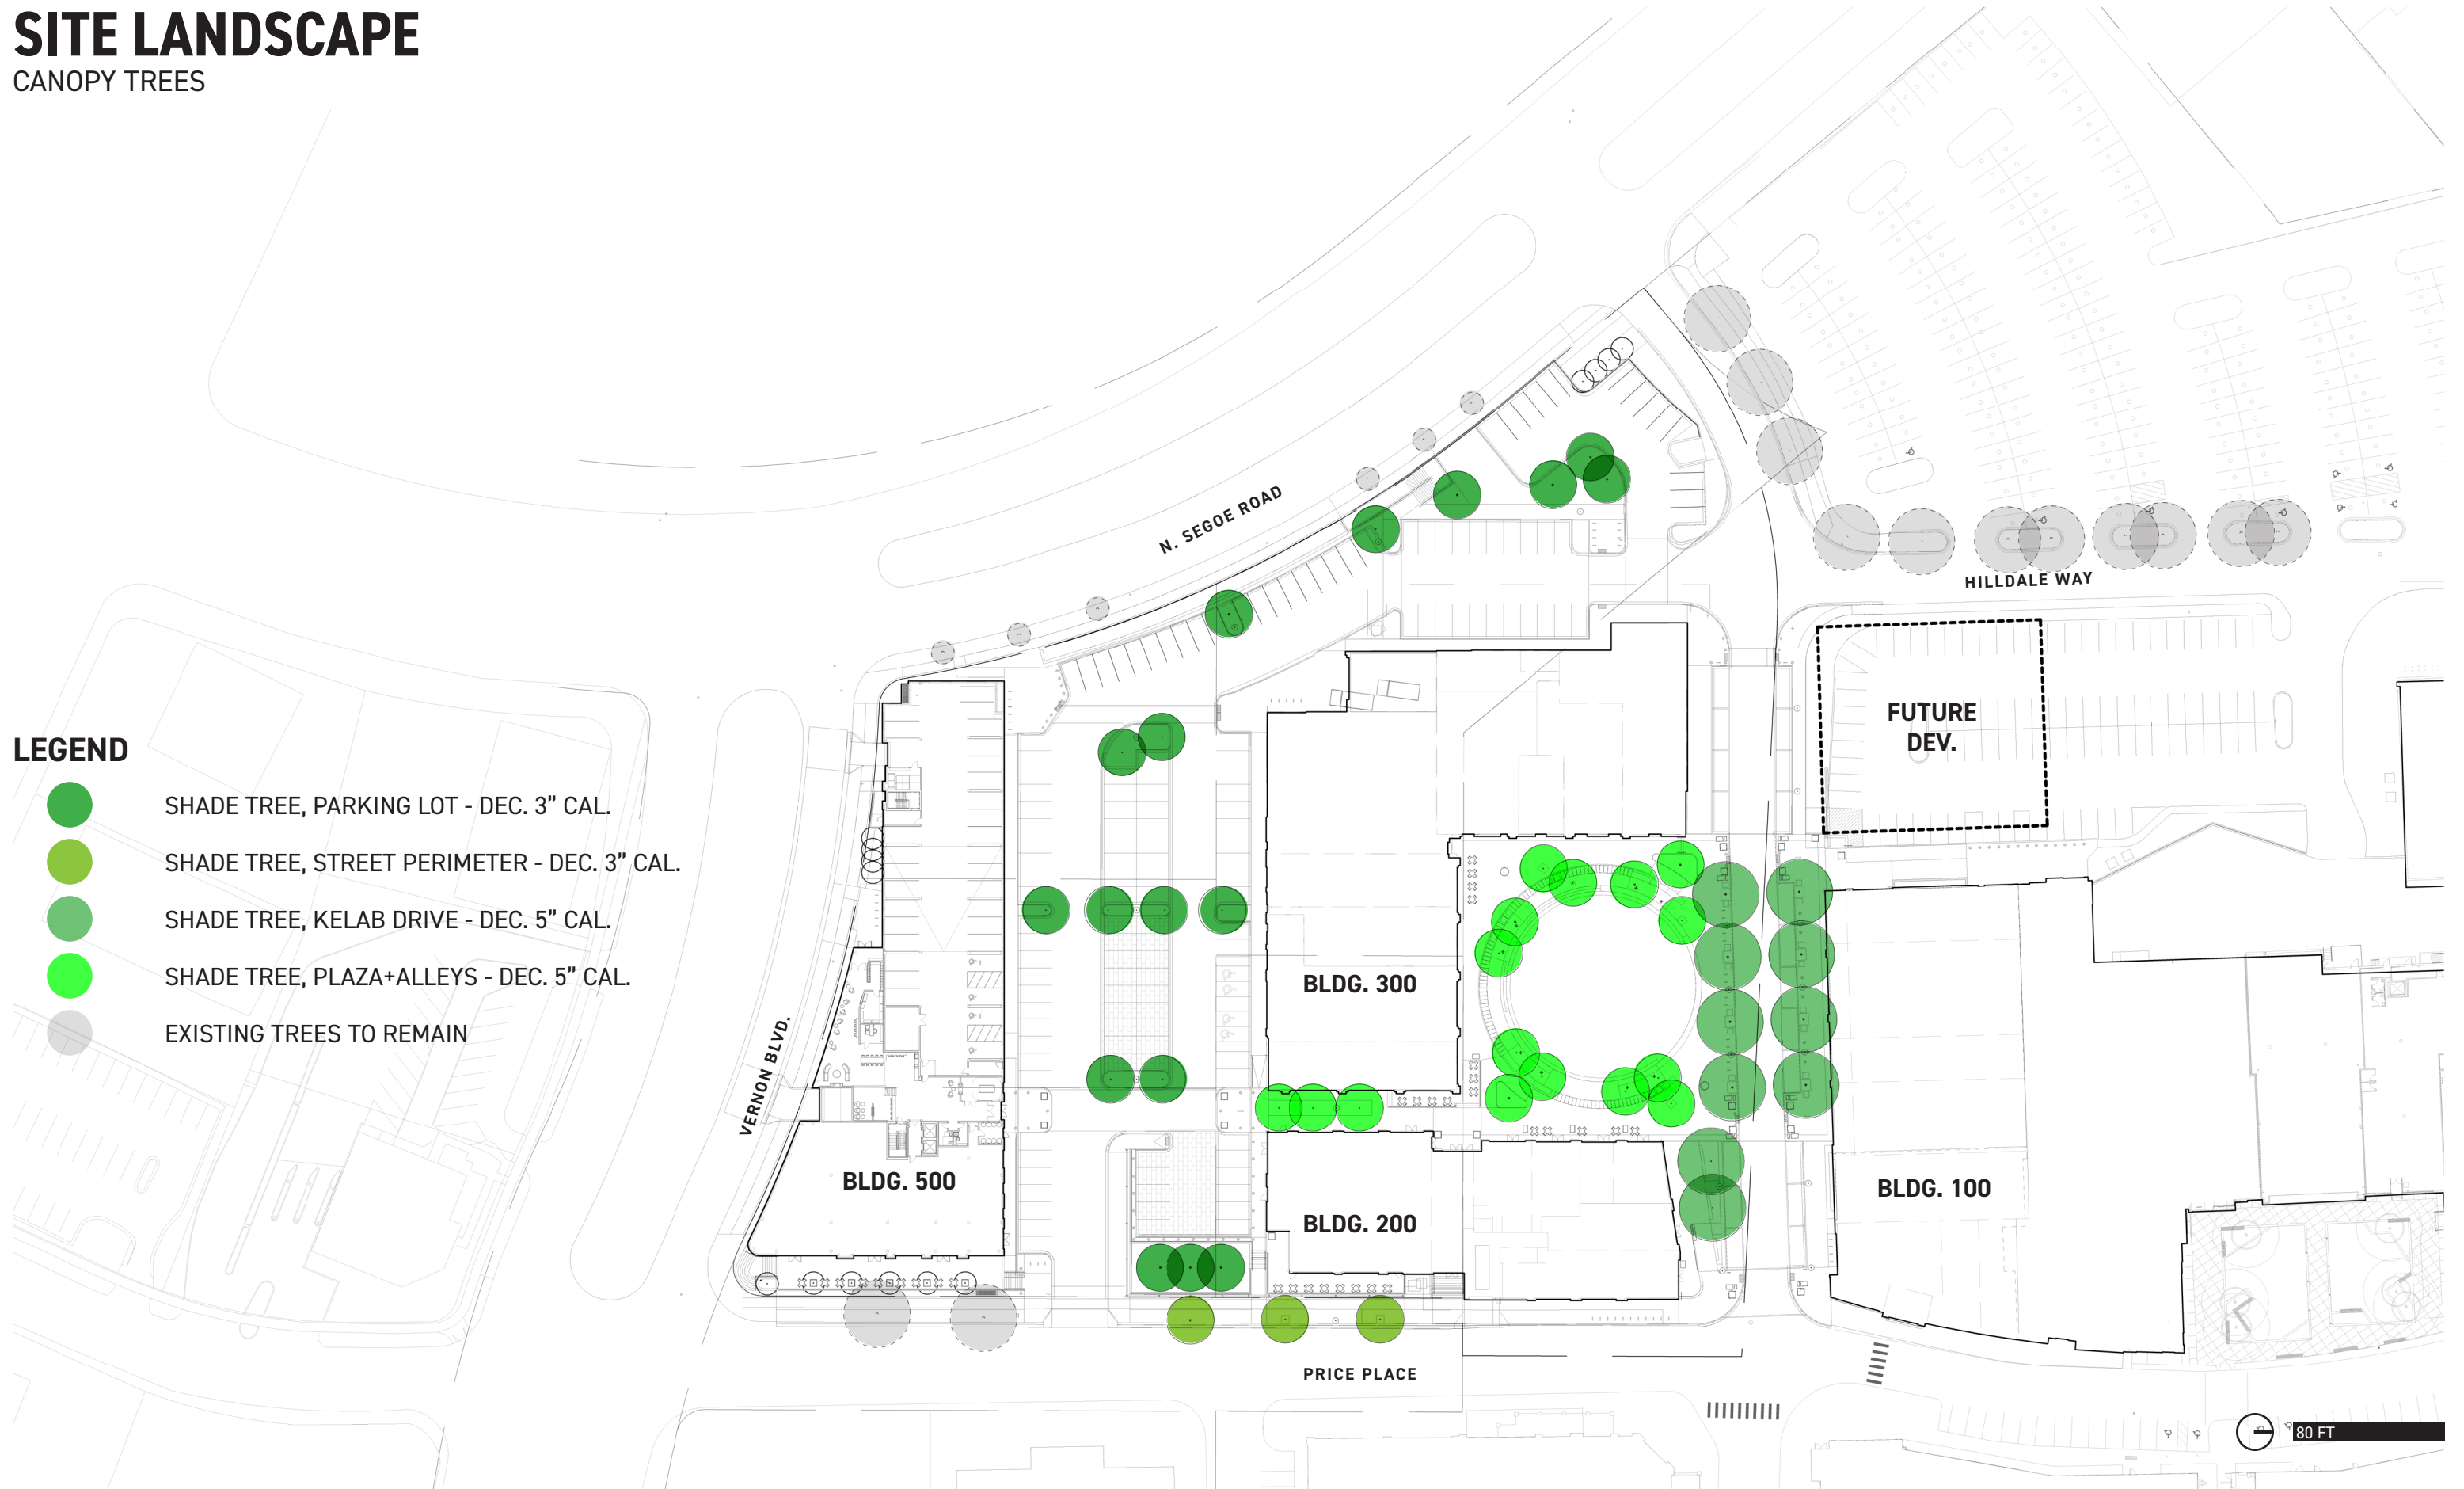 SITE LANDSCAPE
CANOPY TREES
N. SEGOE ROAD
HILLDALE WAY
FUTURE
DEV.
LEGEND
SHADE TREE, PARKING LOT - DEC. 3” CAL.
SHADE TREE, STREET PERIMETER - DEC. 3” CAL.
SHADE TREE, KELAB DRIVE - DEC. 5” CAL.
SHADE TREE, PLAZA+ALLEYS - DEC. 5” CAL.
EXISTING TREES TO REMAIN
BLDG. 300
VERNON BLVD.
BLDG. 500
BLDG. 100
BLDG. 200
PRICE PLACE
80 FT